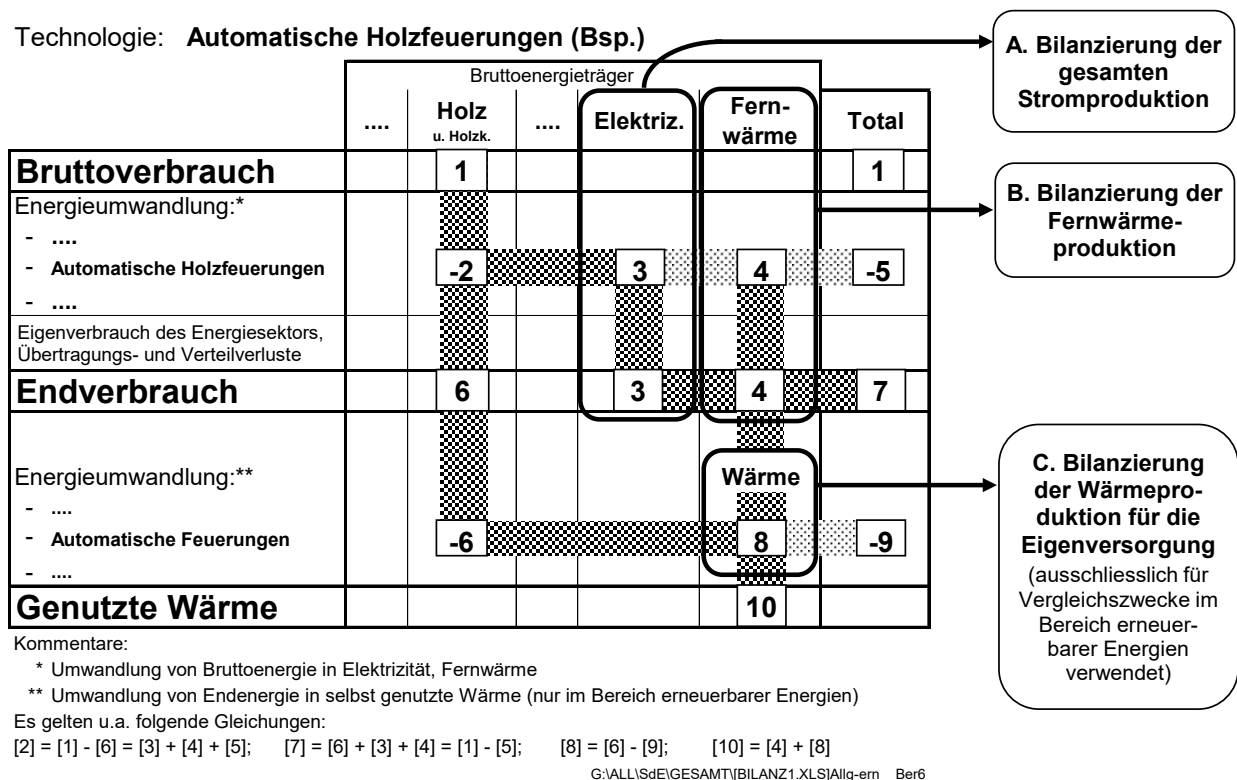 Technologie: Automatische Holzfeuerungen (Bsp.)
Bruttoenergieträger
.... Holz .... Elektriz. Fern- Total
u. Holzk. wärme
Bruttoverbrauch 1 1
Energieumwandlung:*
- ....
- Automatische Holzfeuerungen -2 3 4 -5
- ....
Eigenverbrauch des Energiesektors,
Übertragungs- und Verteilverluste
Endverbrauch 6 3 4 7
Energieumwandlung:** Wärme
- ....
- Automatische Feuerungen -6 8 -9
- ....
Genutzte Wärme 10
A. Bilanzierung der
gesamten
Stromproduktion
B. Bilanzierung der
Fernwärme-
produktion
C. Bilanzierung
der Wärmepro-
duktion für die
Eigenversorgung
(ausschliesslich für
Vergleichszwecke im
Bereich erneuer-
barer Energien
verwendet)
Kommentare:
* Umwandlung von Bruttoenergie in Elektrizität, Fernwärme
** Umwandlung von Endenergie in selbst genutzte Wärme (nur im Bereich erneuerbarer Energien)
Es gelten u.a. folgende Gleichungen:
[2] = [1] - [6] = [3] + [4] + [5]; [7] = [6] + [3] + [4] = [1] - [5]; [8] = [6] - [9]; [10] = [4] + [8]
G:\ALL\SdE\GESAMT\[BILANZ1.XLS]Allg-ern Ber6